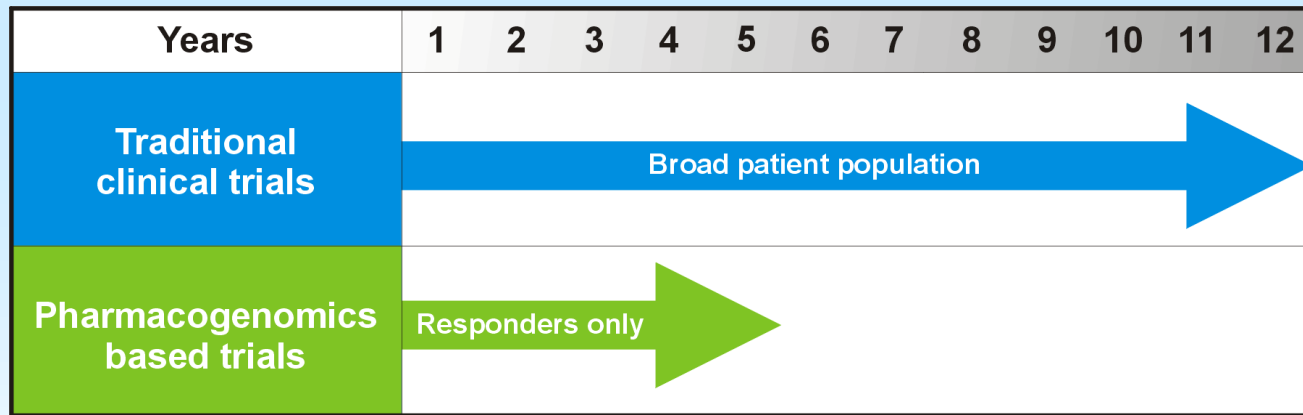 Years 1 2 3 4 5 6 7 8 9 10 11 12
Traditional
clinical trials
Broad patient population
Pharmacogenomics
based trials
Responders only